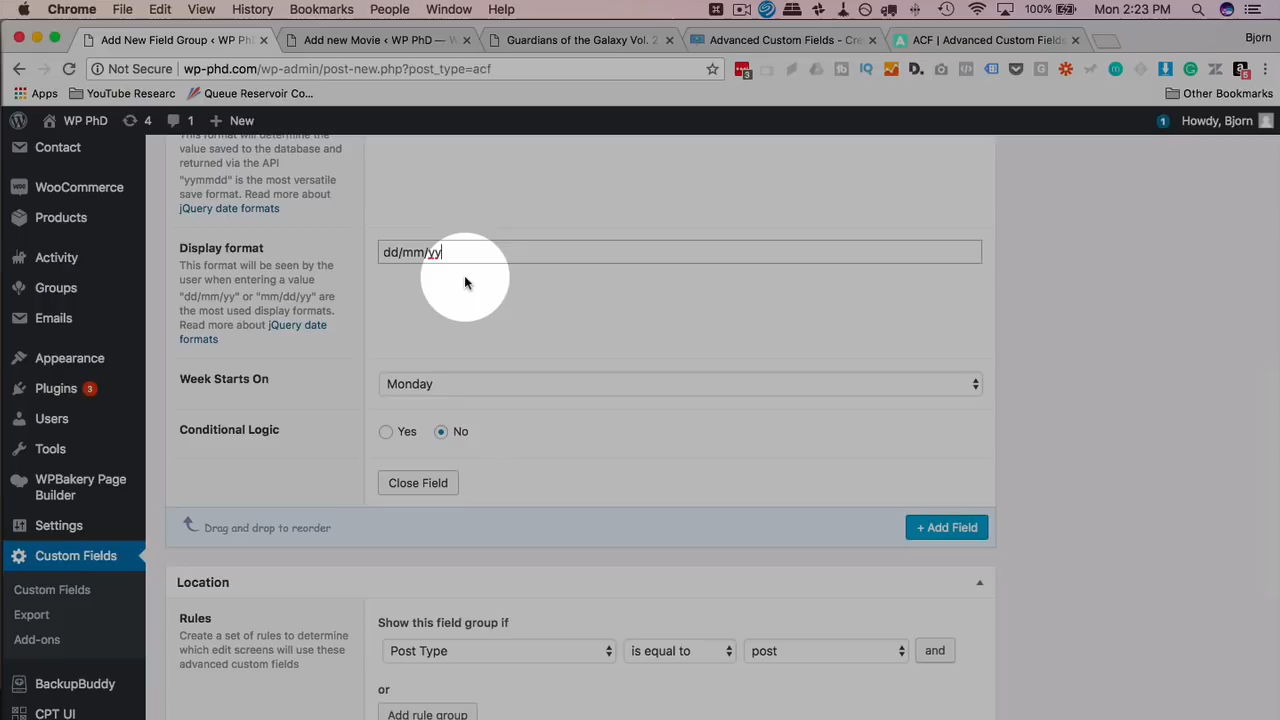 Chrome File Edit View History Bookmarks People Window Help 100% Mon 2:23 PM
Add New Field Group ‹ WP PhD Add new Movie ‹ WP PhD — W Guardians of the Galaxy Vol. 2 Advanced Custom Fields - Cre ACF | Advanced Custom Fields Bjorn
Not Secure wp-phd.com/wp-admin/post-new.php?post_type=acf
Apps YouTube Researc Queue Reservoir Co... Other Bookmarks
WP PhD 4 1 New 1 Howdy, Bjorn
Contact
WooCommerce
Products
Activity
Groups
Emails
Appearance
Plugins 3
Users
Tools
WPBakery Page
Builder
Settings
Custom Fields
Custom Fields
Export
Add-ons
BackupBuddy
CPT UI
This format will determine the
value saved to the database and
returned via the API
"yymmdd" is the most versatile
save format. Read more about
jQuery date formats
Display format
This format will be seen by the
user when entering a value
"dd/mm/yy" or "mm/dd/yy" are
the most used display formats.
Read more about jQuery date
formats
dd/mm/yy
Week Starts On
Monday
Conditional Logic
Yes No
Close Field
Drag and drop to reorder
+ Add Field
Location
Rules
Create a set of rules to determine
which edit screens will use these
advanced custom fields
Show this field group if
Post Type is equal to post and
or
Add rule group